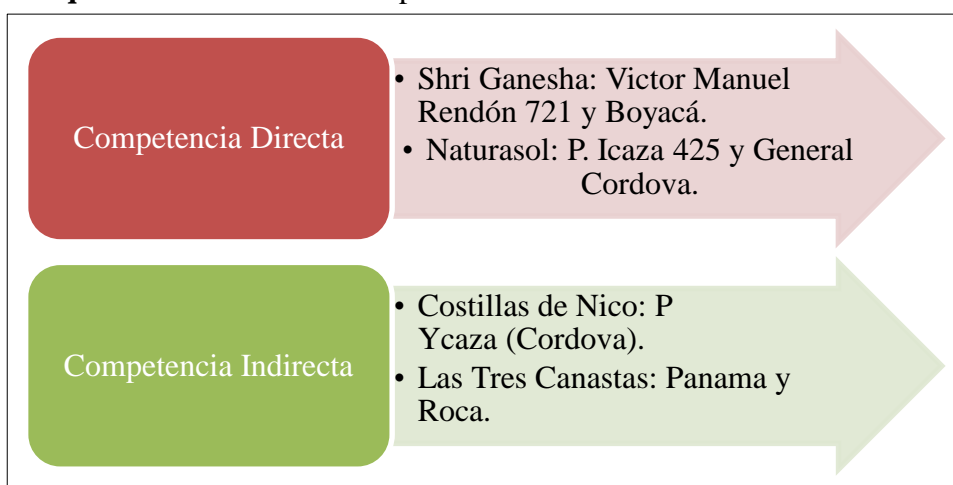 Competencia Directa
• Shri Ganesha: Victor Manuel
Rendón 721 y Boyacá.
• Naturasol: P. Icaza 425 y General
Cordova.
Competencia Indirecta
• Costillas de Nico: P
Ycaza (Cordova).
• Las Tres Canastas: Panama y
Roca.